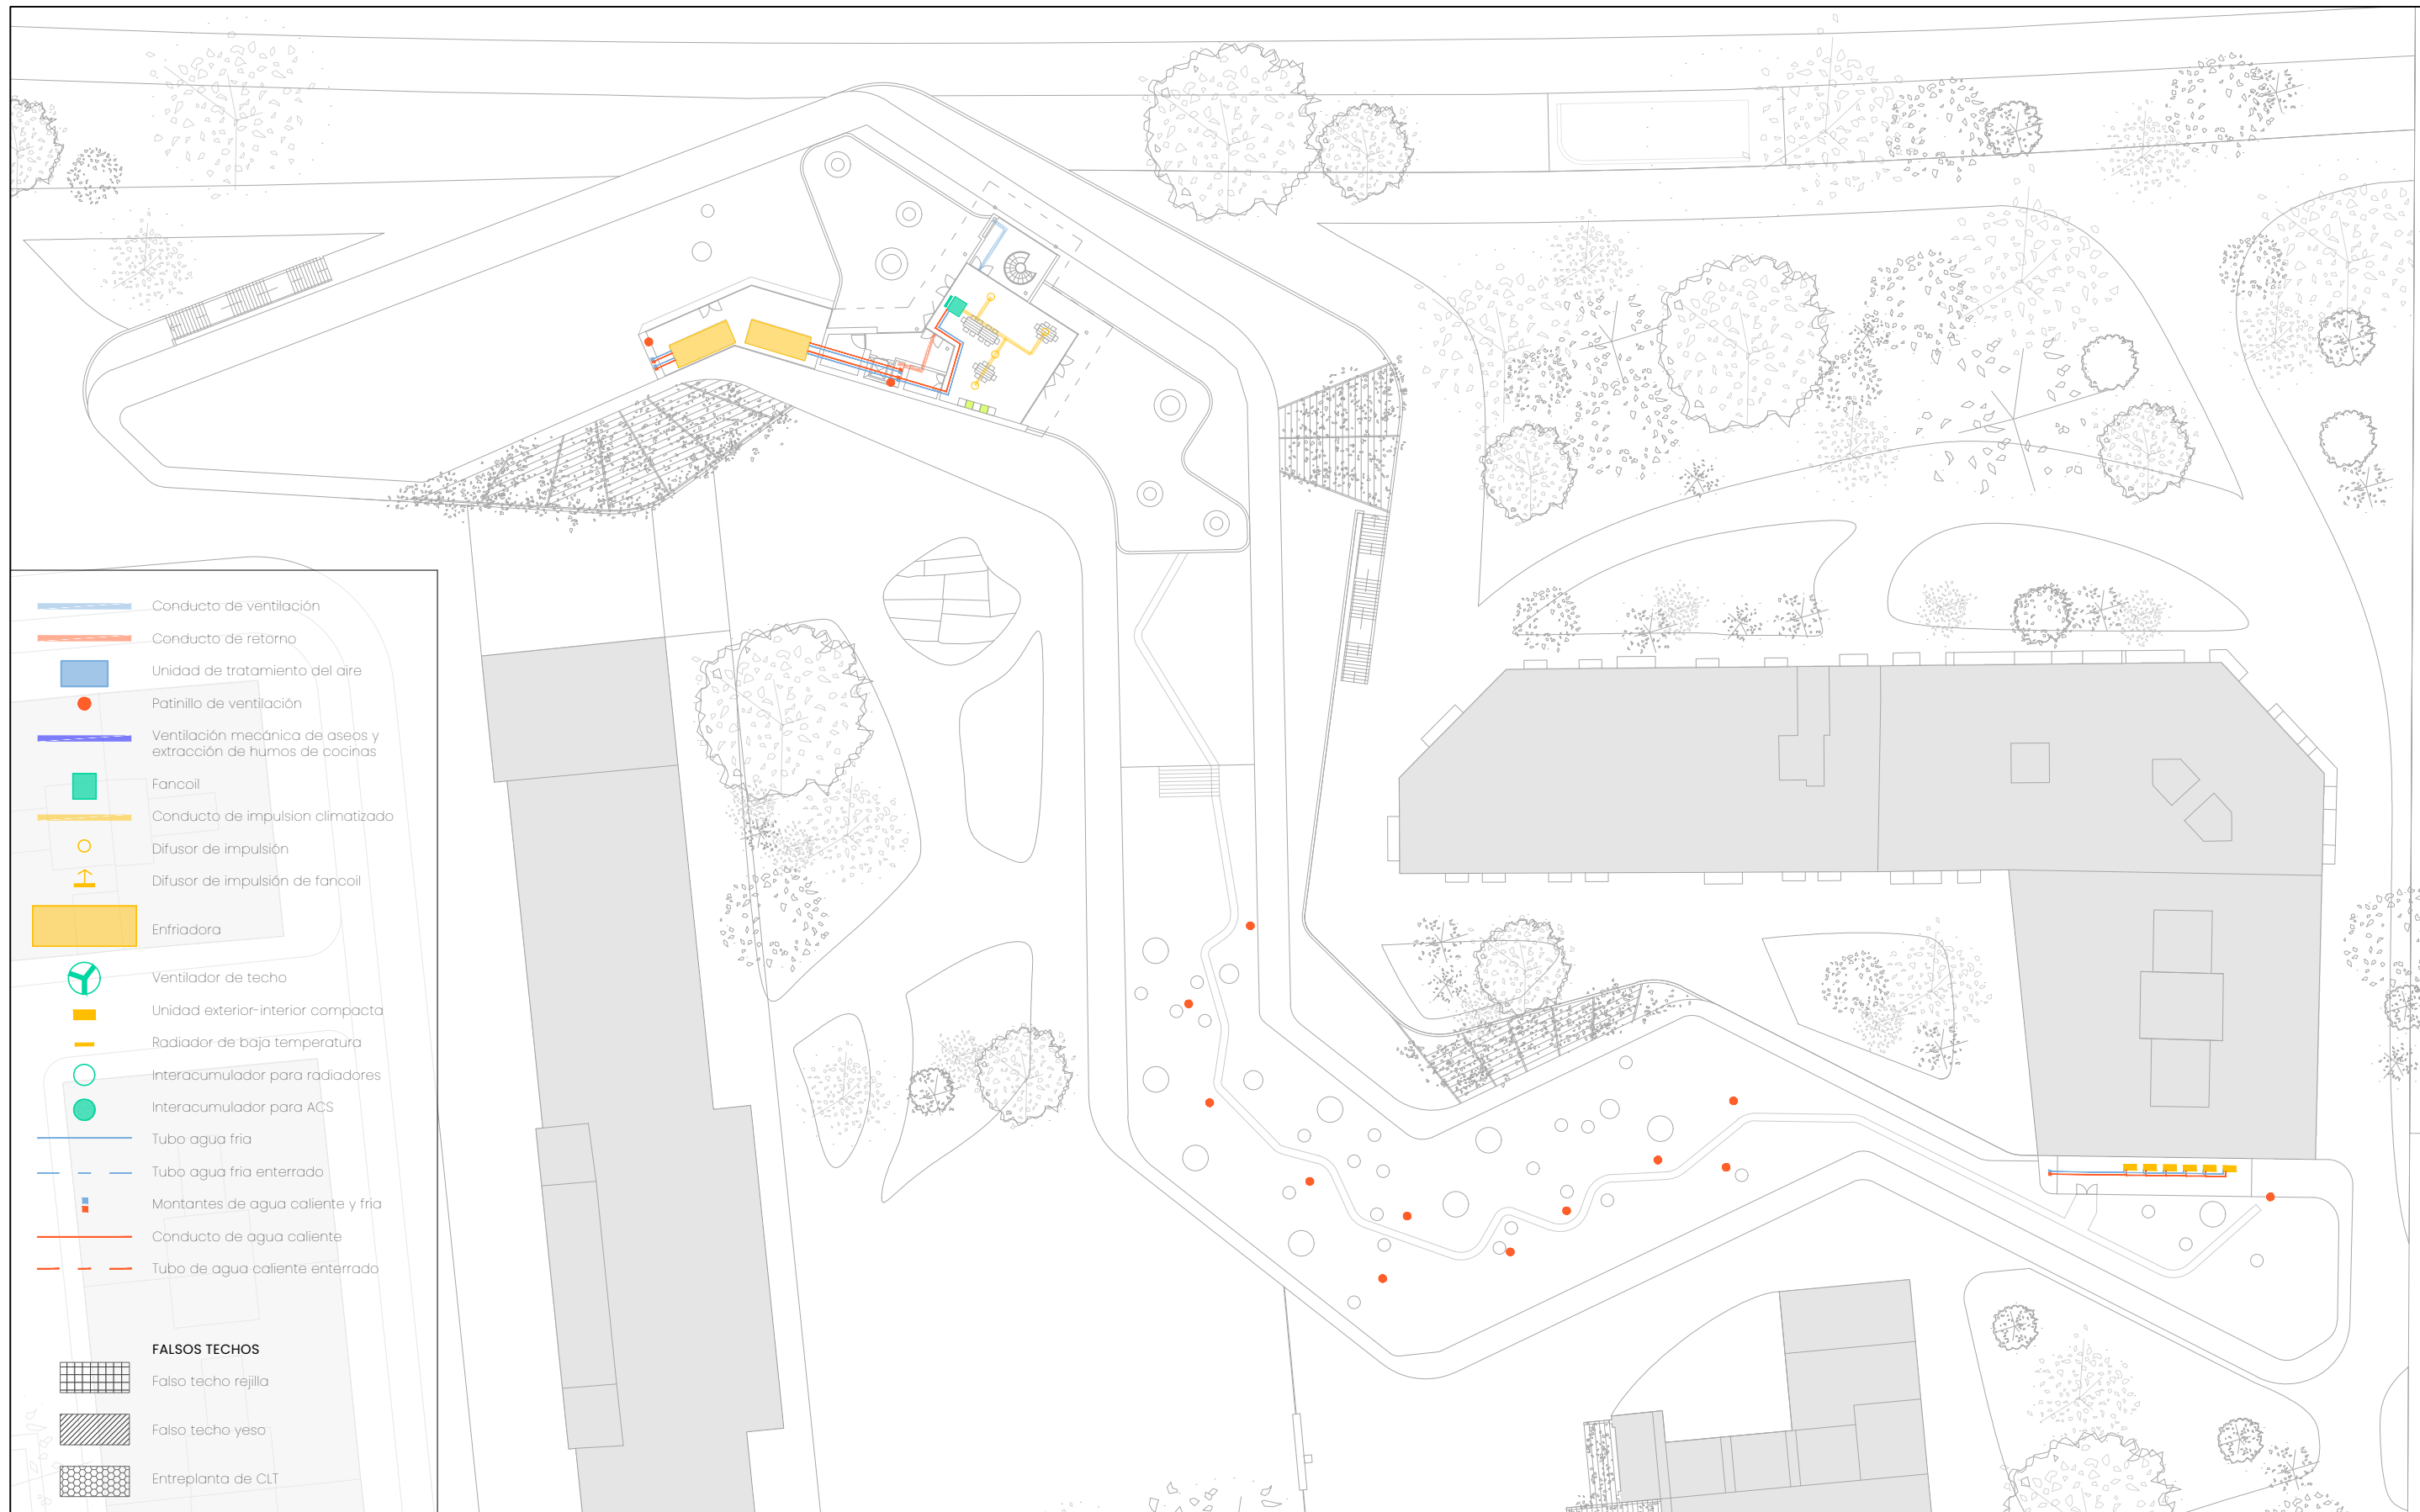 Conducto de ventilación
Conducto de retorno
Unidad de tratamiento del aire
Patinillo de ventilación
Ventilación mecánica de aseos y
extracción de humos de cocinas
Fancoil
Conducto de impulsion climatizado
Difusor de impulsión
Difusor de impulsión de fancoil
Enfriadora
Ventilador de techo
Unidad exterior-interior compacta
Radiador de baja temperatura
Interacumulador para radiadores
Interacumulador para ACS
Tubo agua fria
Tubo agua fria enterrado
Montantes de agua caliente y fria
Conducto de agua caliente
Tubo de agua caliente enterrado
FALSOS TECHOS
Falso techo rejilla
Falso techo yeso
Entreplanta de CLT